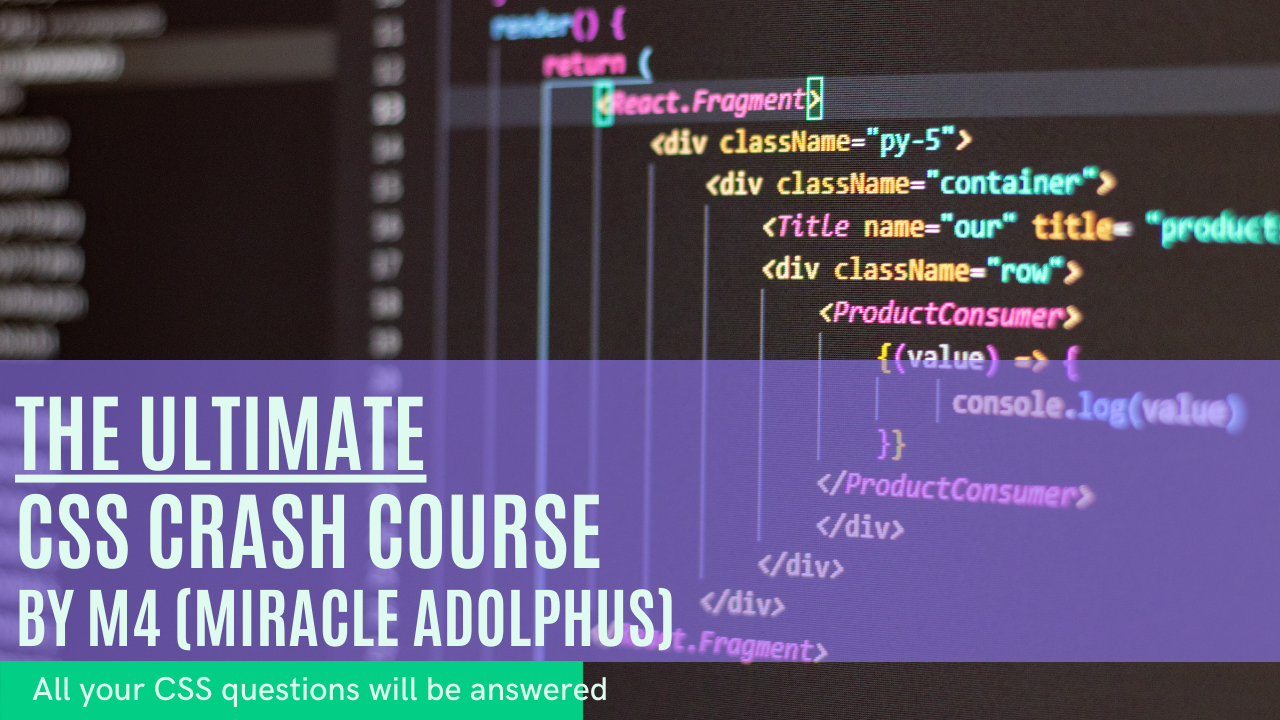 render() {
return (
<React.Fragment>
<div className="py-5">
<div className="container">
<Title name="our" title= "product
<div className="row">
<ProductConsumer>
{(value) => {
console.log(value)
}}
</ProductConsumer>
</div>
</div>
</div>
.Fragment>
THE ULTIMATE
CSS CRASH COURSE
BY M4 (MIRACLE ADOLPHUS)
All your CSS questions will be answered